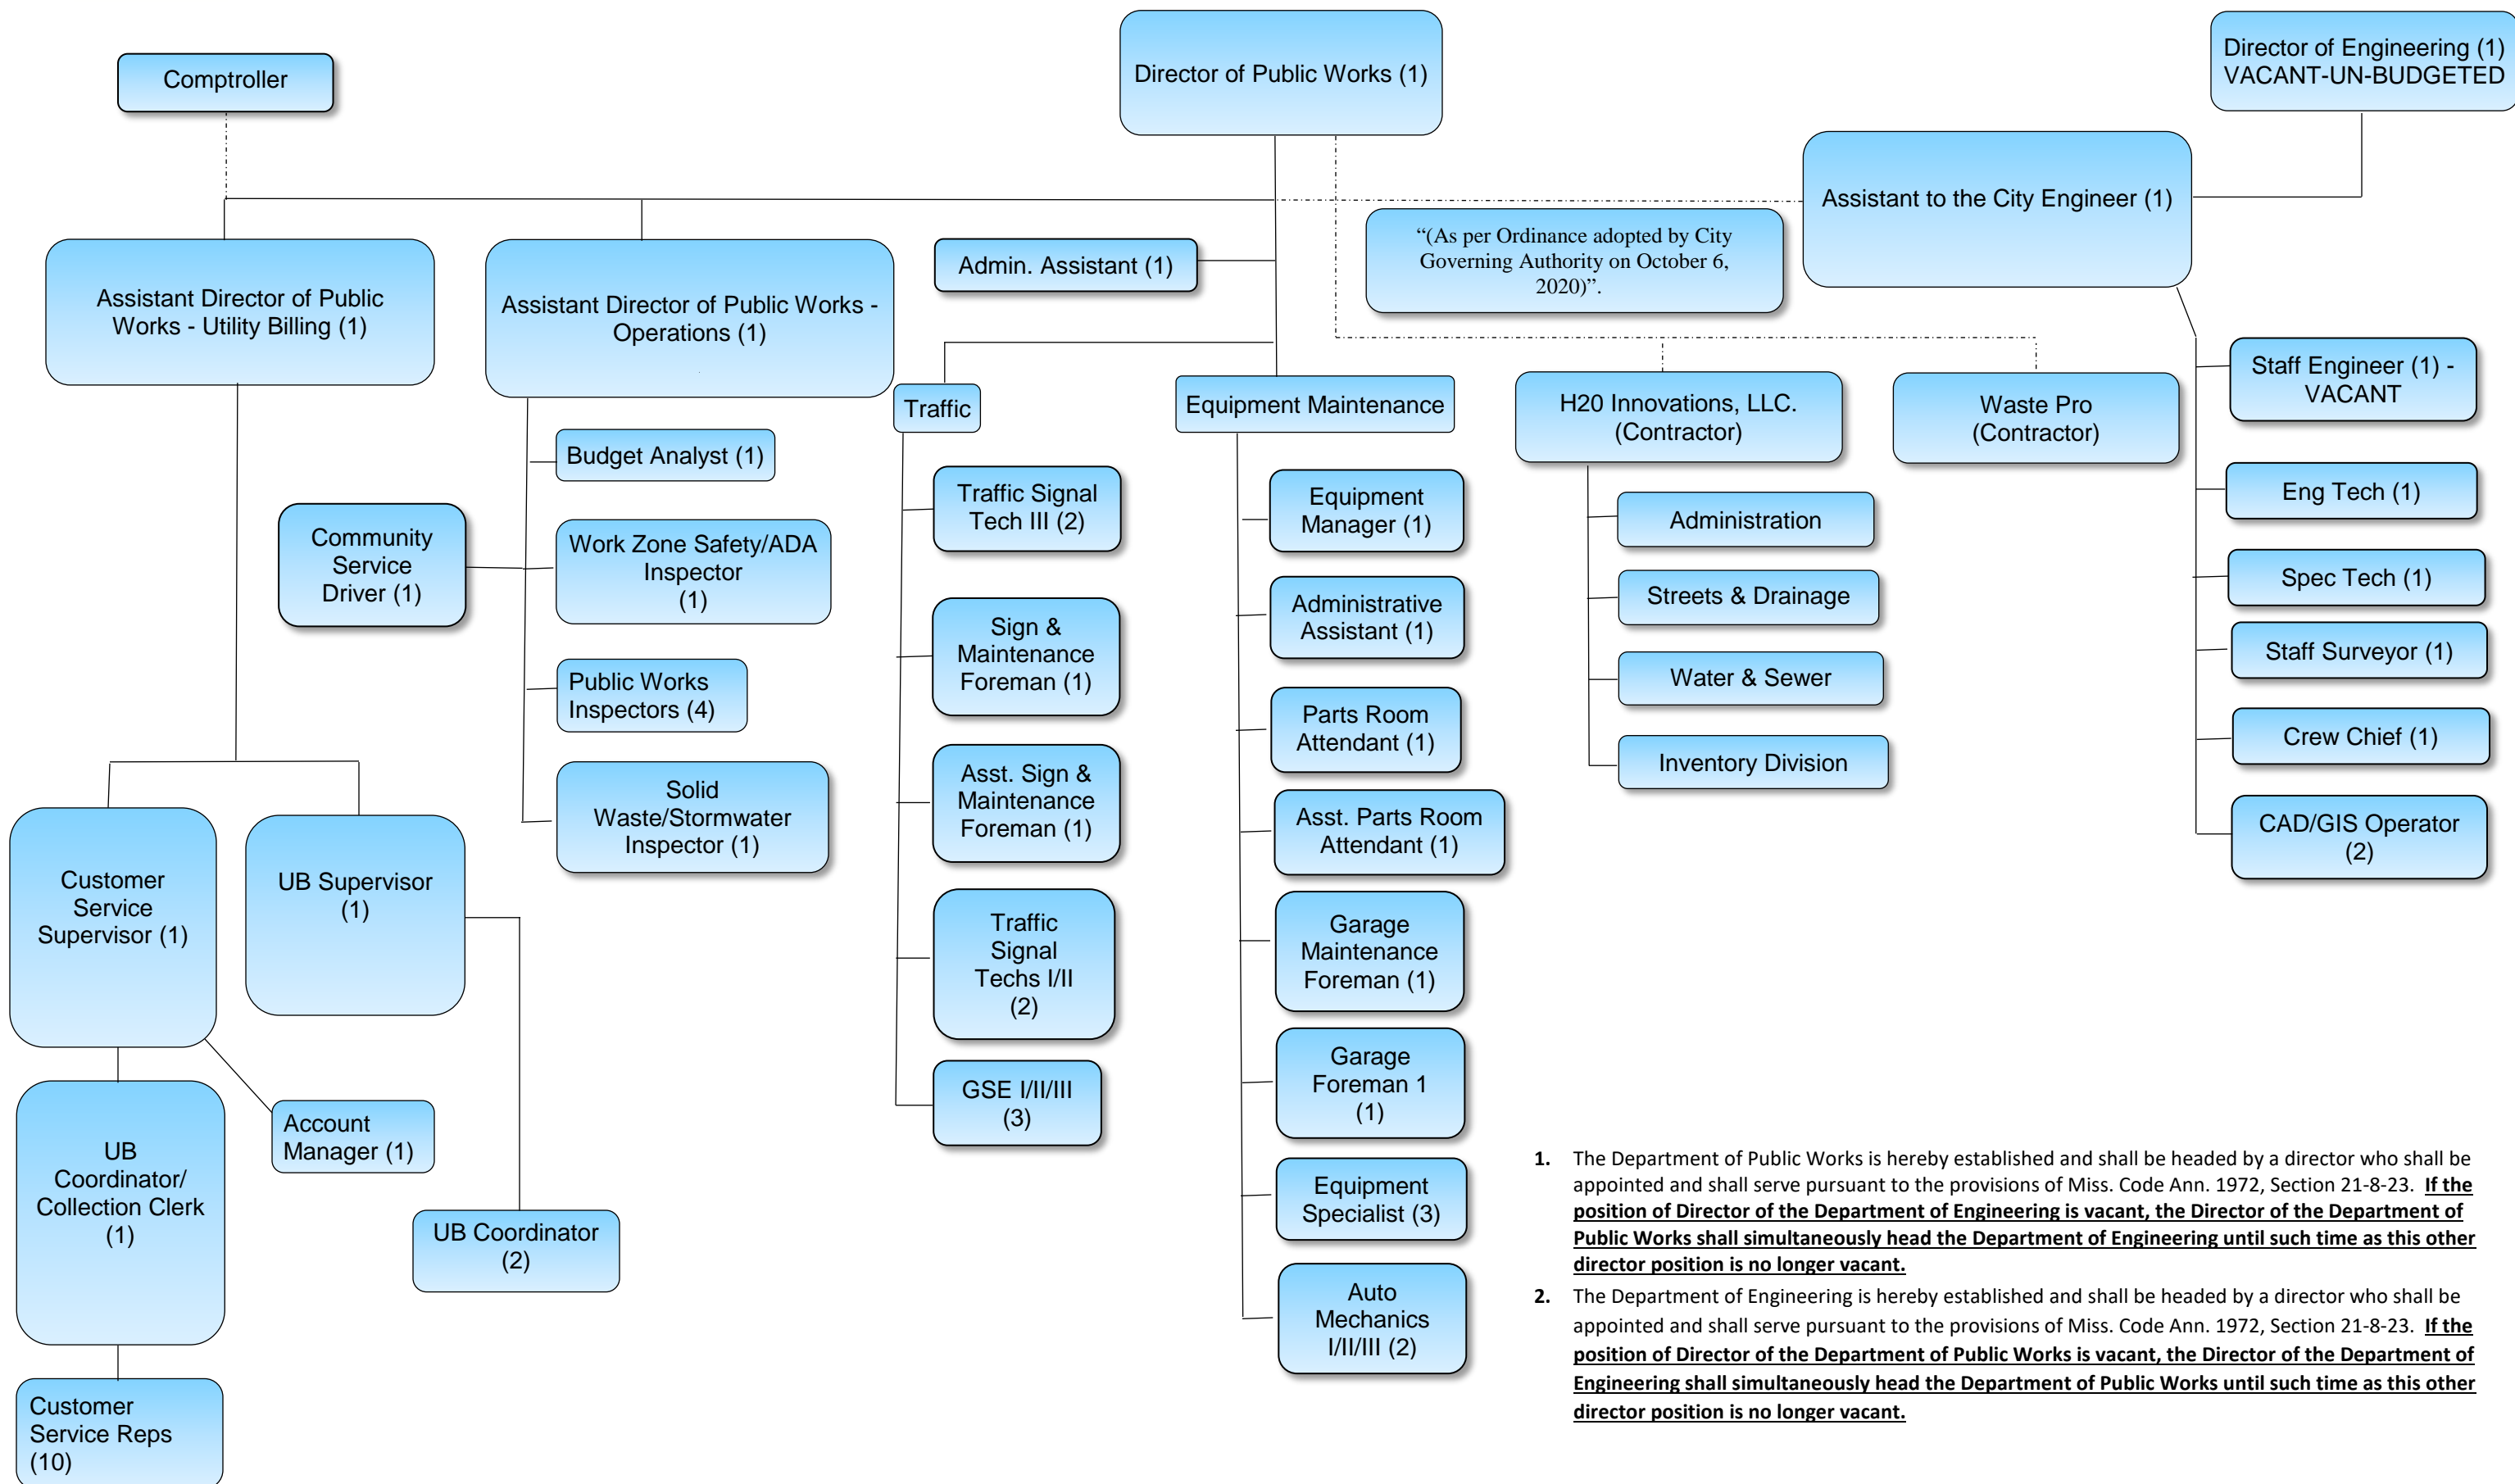 Comptroller
Director of Public Works (1)
Director of Engineering (1)
VACANT-UN-BUDGETED
Assistant to the City Engineer (1)
Assistant Director of Public
Works - Utility Billing (1)
Assistant Director of Public Works -
Operations (1)
Admin. Assistant (1)
“(As per Ordinance adopted by City
Governing Authority on October 6,
2020)”.
Traffic
Equipment Maintenance
H20 Innovations, LLC.
(Contractor)
Waste Pro
(Contractor)
Staff Engineer (1) -
VACANT
Eng Tech (1)
Spec Tech (1)
Staff Surveyor (1)
Crew Chief (1)
CAD/GIS Operator
(2)
Budget Analyst (1)
Community
Service
Driver (1)
Work Zone Safety/ADA
Inspector
(1)
Public Works
Inspectors (4)
Solid
Waste/Stormwater
Inspector (1)
Traffic Signal
Tech III (2)
Sign &
Maintenance
Foreman (1)
Asst. Sign &
Maintenance
Foreman (1)
Traffic
Signal
Techs I/II
(2)
GSE I/II/III
(3)
Equipment
Manager (1)
Administrative
Assistant (1)
Parts Room
Attendant (1)
Asst. Parts Room
Attendant (1)
Garage
Maintenance
Foreman (1)
Garage
Foreman 1
(1)
Equipment
Specialist (3)
Auto
Mechanics
I/II/III (2)
Administration
Streets & Drainage
Water & Sewer
Inventory Division
Customer
Service
Supervisor (1)
UB Supervisor
(1)
UB
Coordinator/
Collection Clerk
(1)
Account
Manager (1)
UB Coordinator
(2)
Customer
Service Reps
(10)
1. The Department of Public Works is hereby established and shall be headed by a director who shall be
appointed and shall serve pursuant to the provisions of Miss. Code Ann. 1972, Section 21-8-23. If the
position of Director of the Department of Engineering is vacant, the Director of the Department of
Public Works shall simultaneously head the Department of Engineering until such time as this other
director position is no longer vacant.
2. The Department of Engineering is hereby established and shall be headed by a director who shall be
appointed and shall serve pursuant to the provisions of Miss. Code Ann. 1972, Section 21-8-23. If the
position of Director of the Department of Public Works is vacant, the Director of the Department of
Engineering shall simultaneously head the Department of Public Works until such time as this other
director position is no longer vacant.